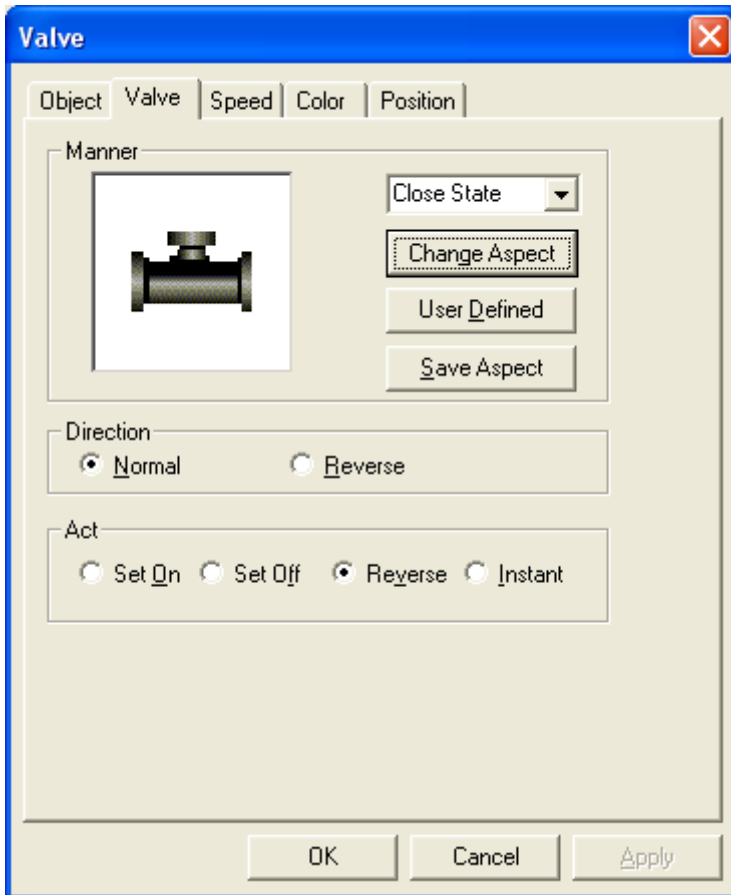 Valve
Object Valve Speed Color Position
Manner
Close State
Change Aspect
User Defined
Save Aspect
Direction
Normal Reverse
Act
Set On Set Off Reverse Instant
OK Cancel Apply